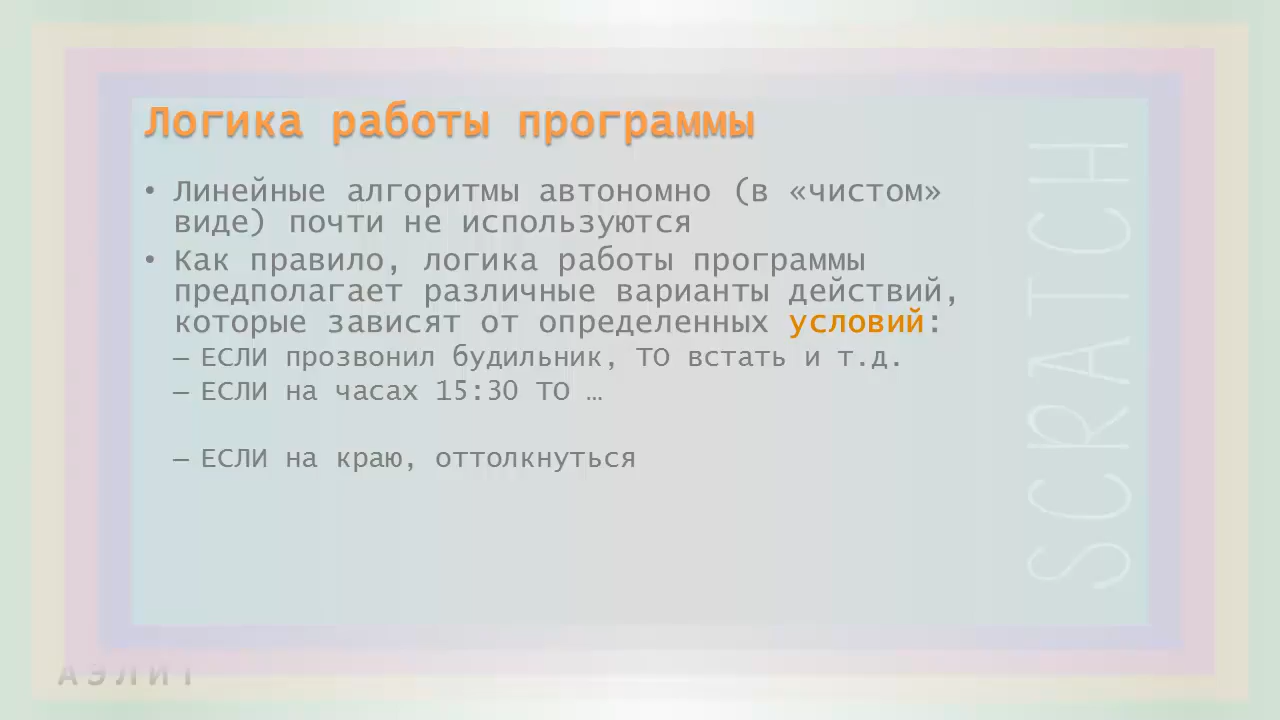 Логика работы программы
• Линейные алгоритмы автономно (в «чистом»
виде) почти не используются
• Как правило, логика работы программы
предполагает различные варианты действий,
которые зависят от определенных условий:
– ЕСЛИ прозвонил будильник, ТО встать и т.д.
– ЕСЛИ на часах 15:30 ТО …
– ЕСЛИ на краю, оттолкнуться
SCRATCH